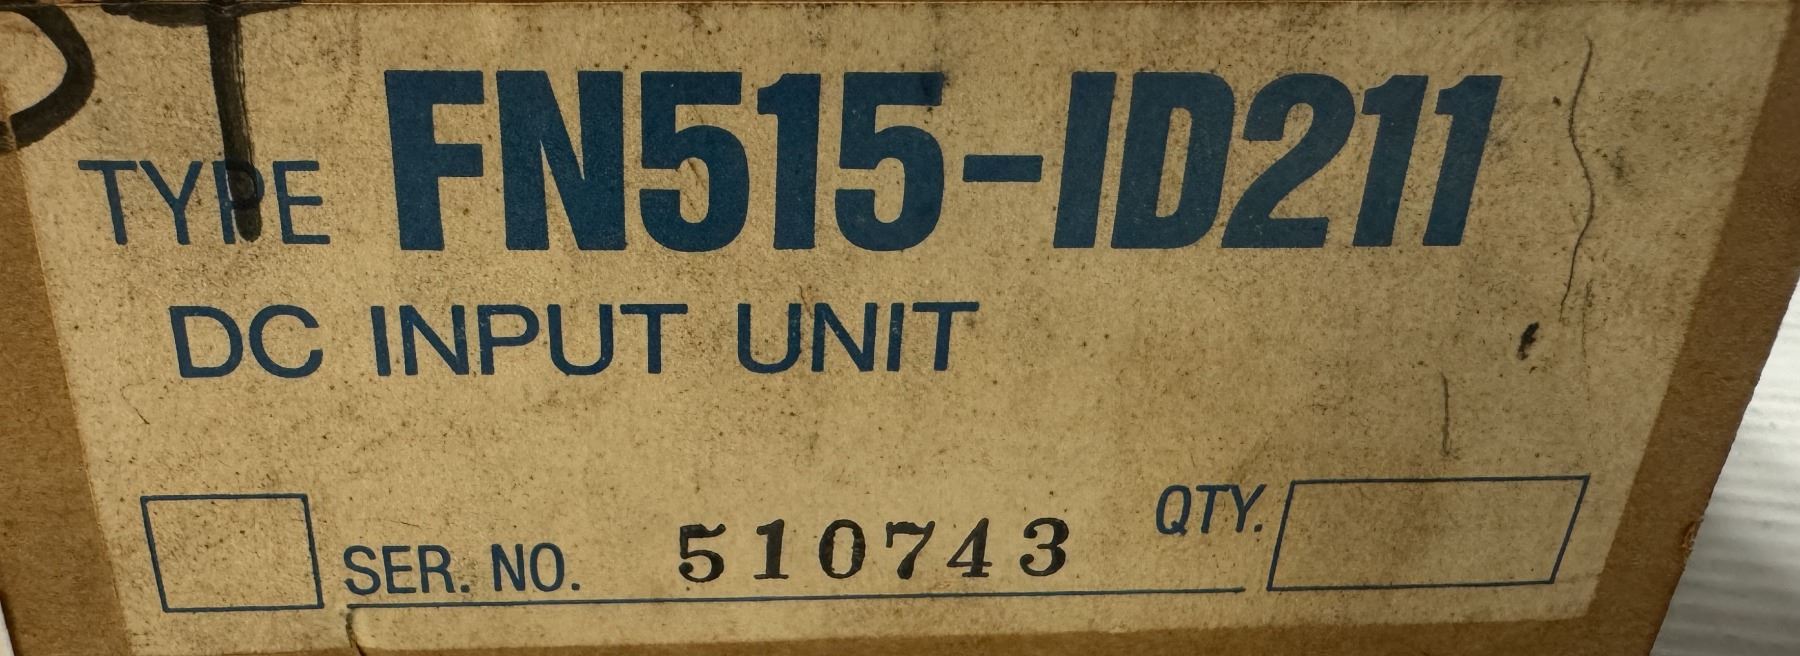 TYPE FN515-ID211
DC INPUT UNIT
SER. NO. 510743 QTY.